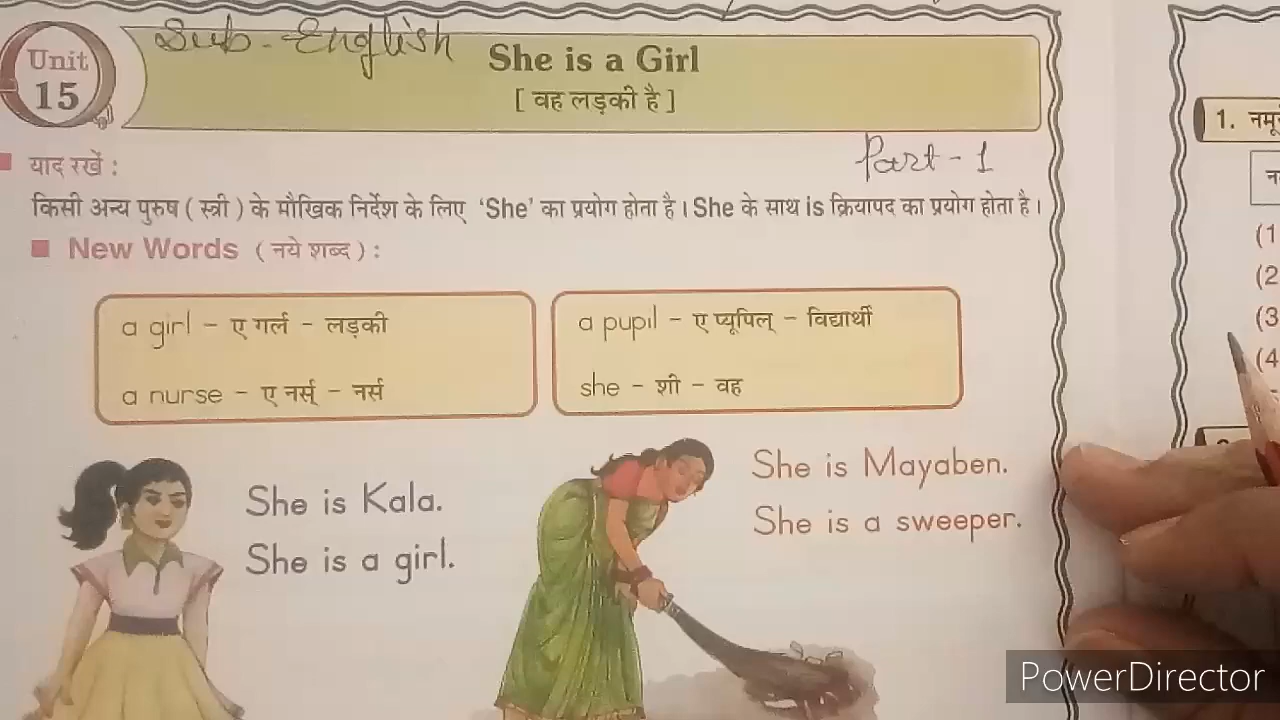 Sub-English
Unit
15
She is a Girl
[ वह लड़की है ]
Part-1
याद रखें :
किसी अन्य पुरुष ( स्त्री ) के मौखिक निर्देश के लिए 'She' का प्रयोग होता है । She के साथ is क्रियापद का प्रयोग होता है ।
New Words ( नये शब्द ) :
a girl – ए गर्ल – लड़की
a nurse – ए नर्स् – नर्स
a pupil – ए प्यूपिल् – विद्यार्थी
she – शी – वह
She is Kala.
She is a girl.
She is Mayaben.
She is a sweeper.
1.
(1
(2
(3
(4
PowerDirector